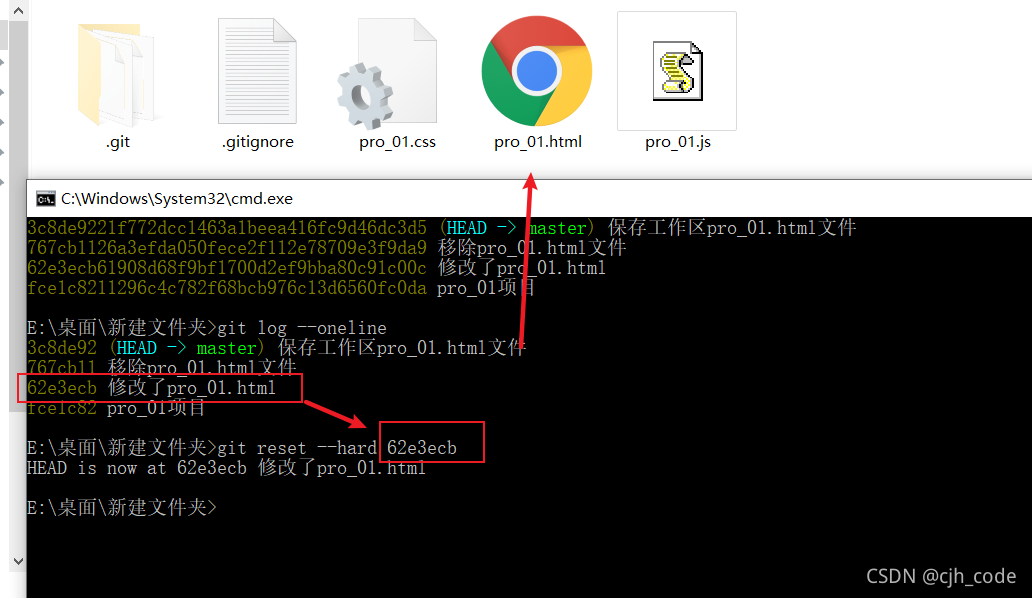 .git
.gitignore
pro_01.css
pro_01.html
pro_01.js
C:\Windows\System32\cmd.exe
3c8de9221f772dcc1463a1beea416fc9d46dc3d5 (HEAD -> master) 保存工作区pro_01.html文件
767cb1126a3efda050fece2f112e78709e3f9da9 移除pro_01.html文件
62e3ecb61908d68f9bf1700d2ef9bba80c91c00c 修改了pro_01.html
fce1c8211296c4c782f68bcb976c13d6560fc0da pro_01项目
E:\桌面\新建文件夹>git log --oneline
3c8de92 (HEAD -> master) 保存工作区pro_01.html文件
767cb11 移除pro_01.html文件
62e3ecb 修改了pro_01.html
fce1c82 pro_01项目
E:\桌面\新建文件夹>git reset --hard 62e3ecb
HEAD is now at 62e3ecb 修改了pro_01.html
E:\桌面\新建文件夹>
CSDN @cjh_code